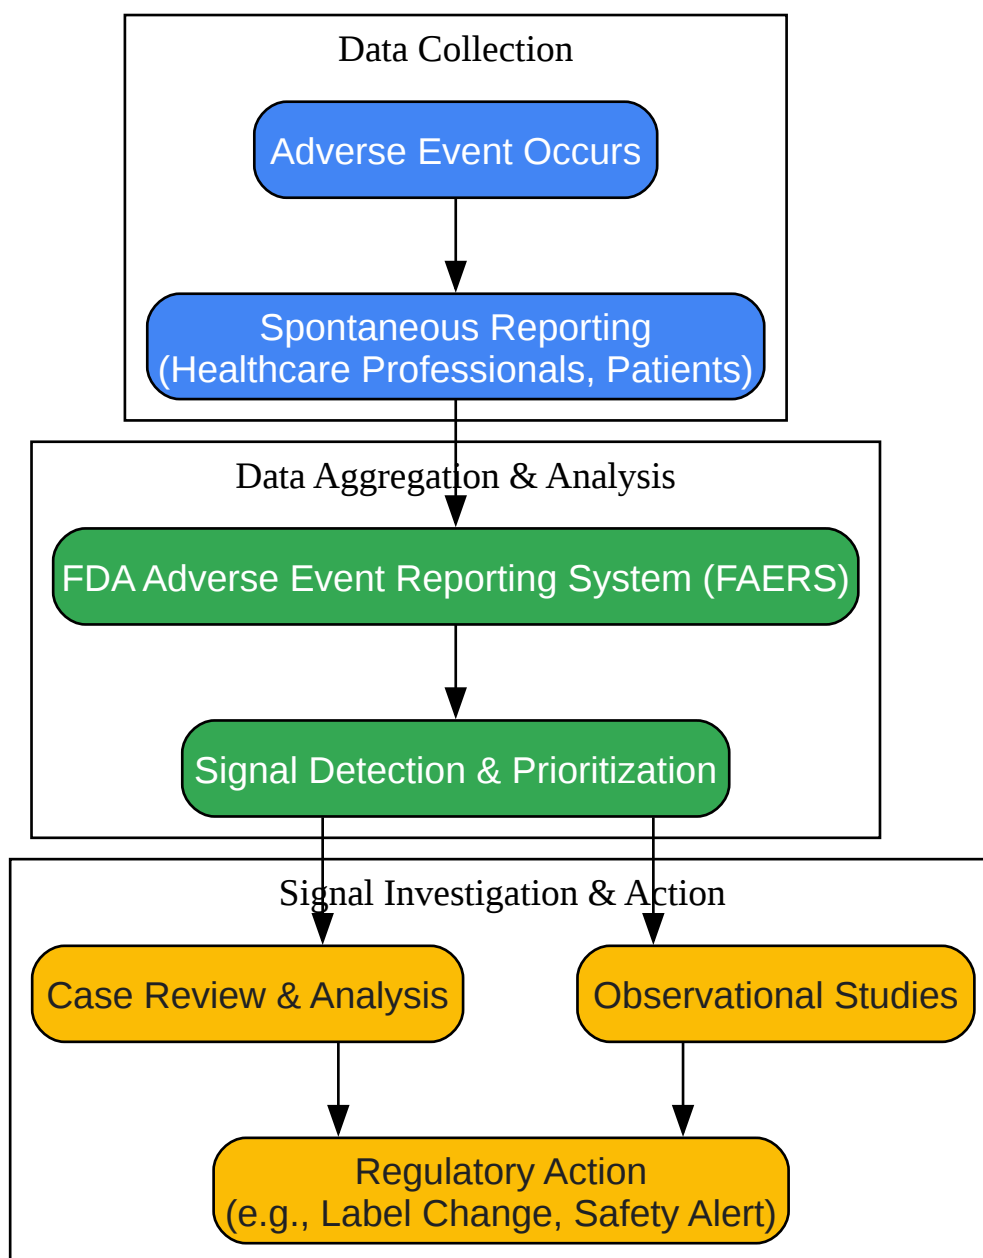 Data Collection
Adverse Event Occurs
Spontaneous Reporting
(Healthcare Professionals, Patients)
Data Aggregation & Analysis
FDA Adverse Event Reporting System (FAERS)
Signal Detection & Prioritization
Signal Investigation & Action
Case Review & Analysis
Observational Studies
Regulatory Action
(e.g., Label Change, Safety Alert)